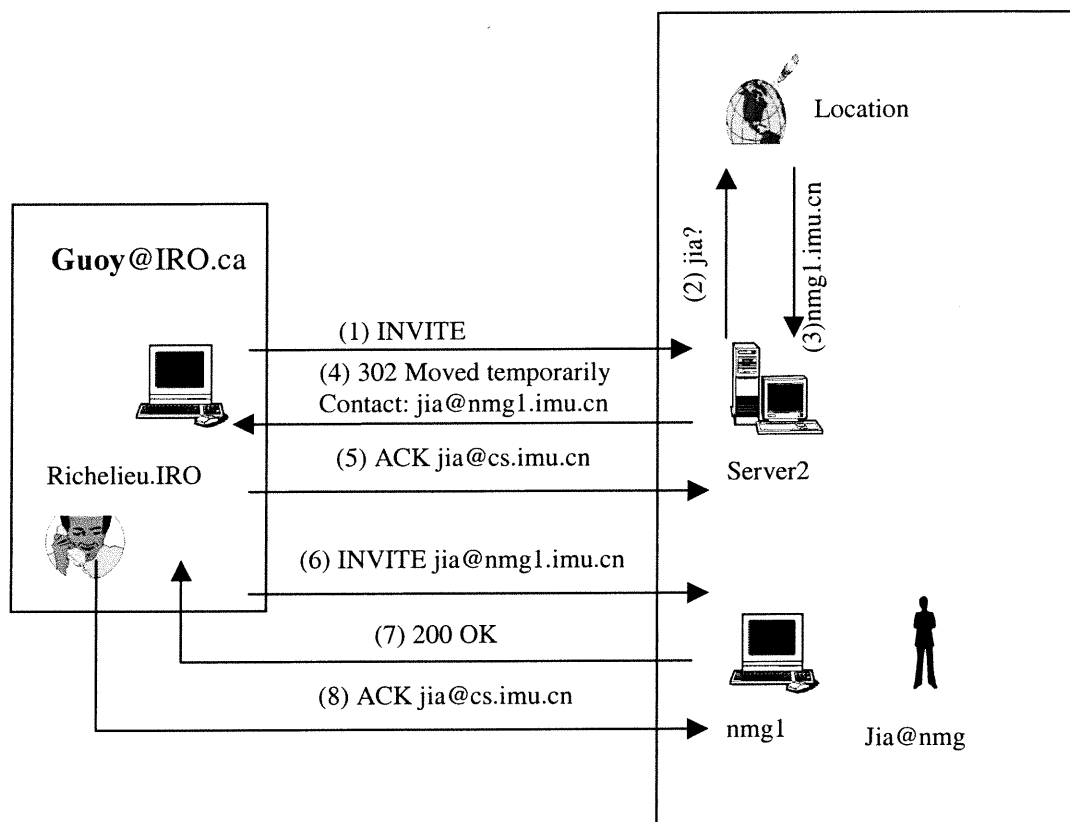 Location
(2) jia?
(3)nmg1.imu.cn
Guoy@IRO.ca
(1) INVITE
(4) 302 Moved temporarily
Contact: jia@nmg1.imu.cn
(5) ACK jia@cs.imu.cn
Richelieu.IRO
Server2
(6) INVITE jia@nmg1.imu.cn
(7) 200 OK
(8) ACK jia@cs.imu.cn
nmg1
Jia@nmg